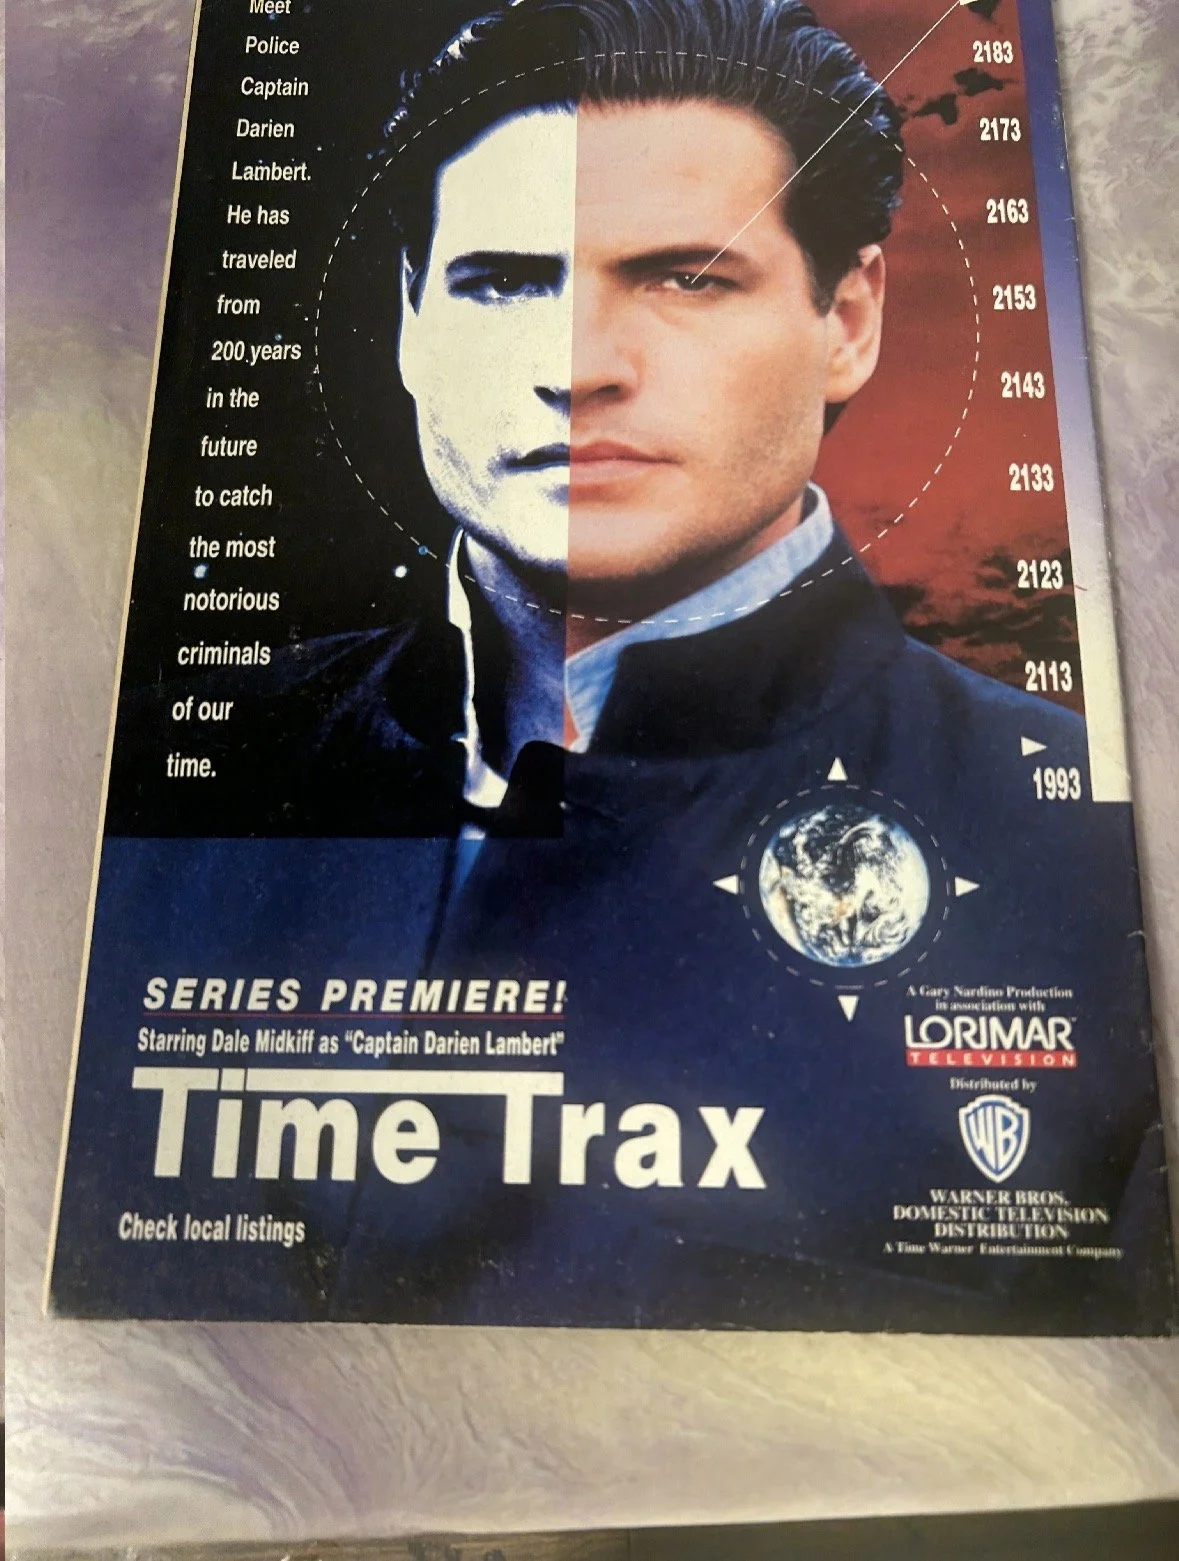 Meet
Police
Captain
Darien
Lambert.
He has
traveled
from
200 years
in the
future
to catch
the most
notorious
criminals
of our
time.
2183
2173
2163
2153
2143
2133
2123
2113
1993
SERIES PREMIERE!
Starring Dale Midkiff as "Captain Darien Lambert"
Time Trax
Check local listings
A Gary Nardino Production
in association with
LORIMAR
TELEVISION
Distributed by
WB
WARNER BROS.
DOMESTIC TELEVISION
DISTRIBUTION
A Time Warner Entertainment Company